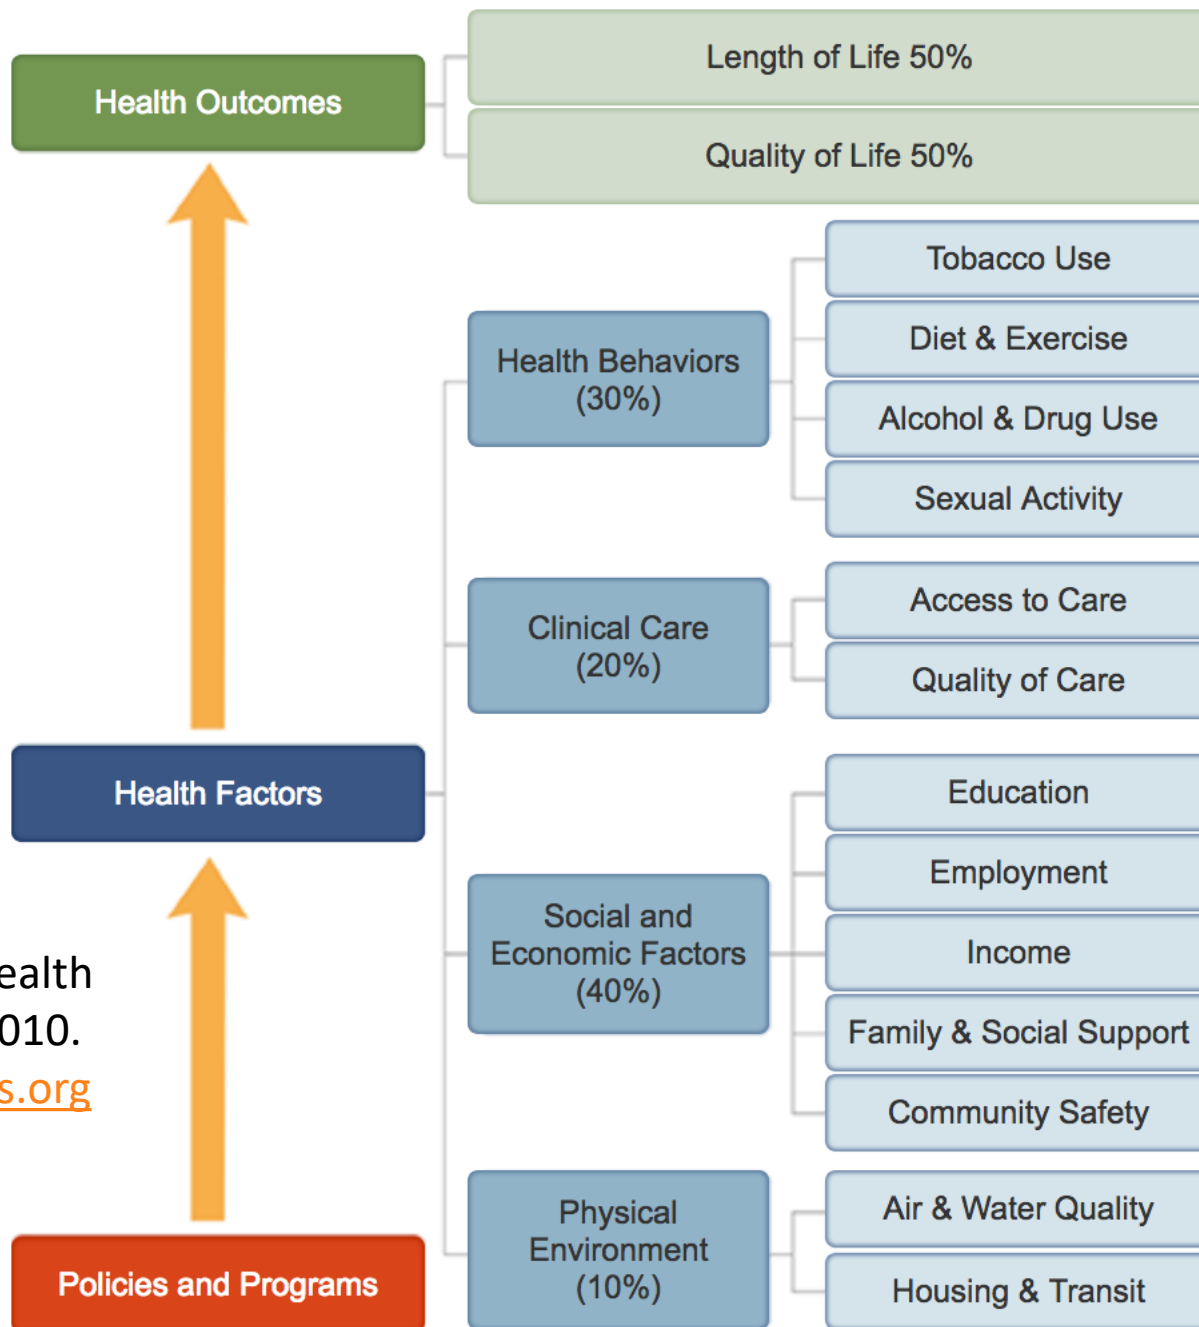 Health Outcomes
Length of Life 50%
Quality of Life 50%
Health Factors
Health Behaviors
(30%)
Tobacco Use
Diet & Exercise
Alcohol & Drug Use
Sexual Activity
Clinical Care
(20%)
Access to Care
Quality of Care
Social and
Economic Factors
(40%)
Education
Employment
Income
Family & Social Support
Community Safety
Physical
Environment
(10%)
Air & Water Quality
Housing & Transit
ealth
010.
s.org
Policies and Programs